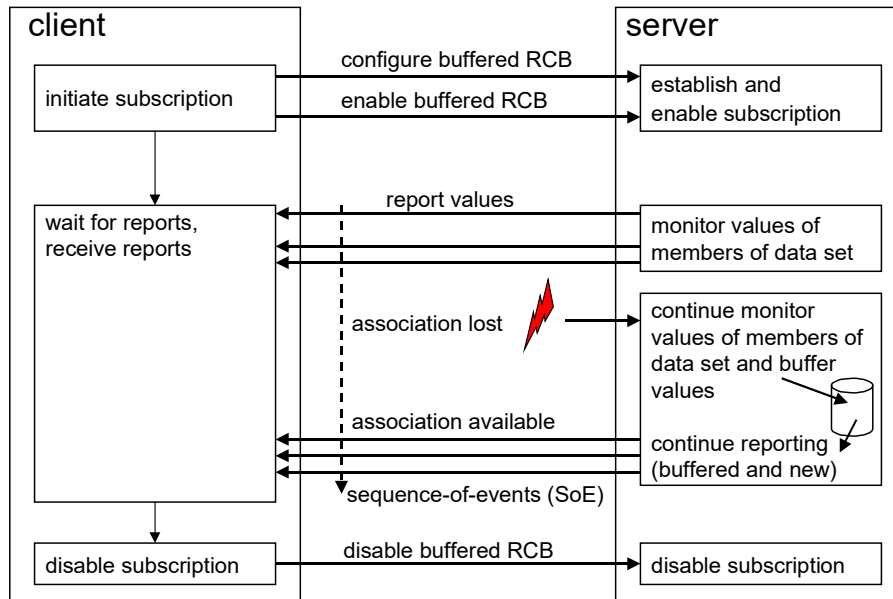 client
server
configure buffered RCB
initiate subscription
enable buffered RCB
establish and
enable subscription
report values
wait for reports,
receive reports
monitor values of
members of data set
association lost
continue monitor
values of members of
data set and buffer
values
association available
continue reporting
(buffered and new)
sequence-of-events (SoE)
disable subscription
disable buffered RCB
disable subscription